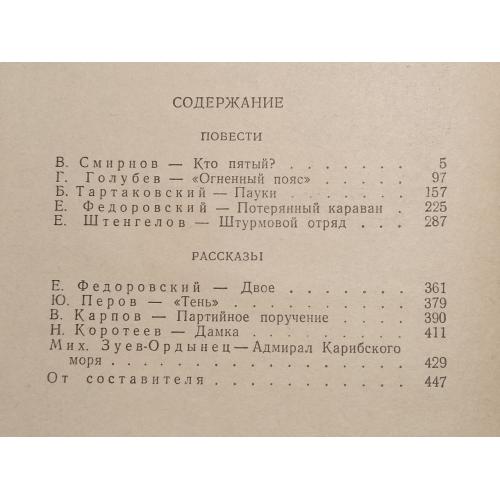 СОДЕРЖАНИЕ
ПОВЕСТИ
В. Смирнов — Кто пятый? . . . . . . . 5
Г. Голубев — «Огненный пояс» . . . . . 97
Б. Тартаковский — Пауки . . . . . . . 157
Е. Федоровский — Потерянный караван . 225
Е. Штенгелов — Штурмовой отряд . . . 287
РАССКАЗЫ
Е. Федоровский — Двое . . . . . . . 361
Ю. Перов — «Тень» . . . . . . . . . 379
В. Карпов — Партийное поручение . . . . 390
Н. Коротеев — Дамка . . . . . . . . 411
Мих. Зуев-Ордынец — Адмирал Карибского
моря . . . . . . . . . . . . . . 429
От составителя . . . . . . . . . . 447